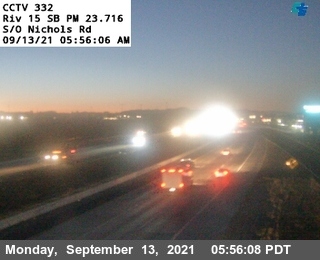 CCTV 332
Riv 15 SB PM 23.716
S/O Nichols Rd
09/13/21 05:56:06 AM
Monday, September 13, 2021 05:56:08 PDT